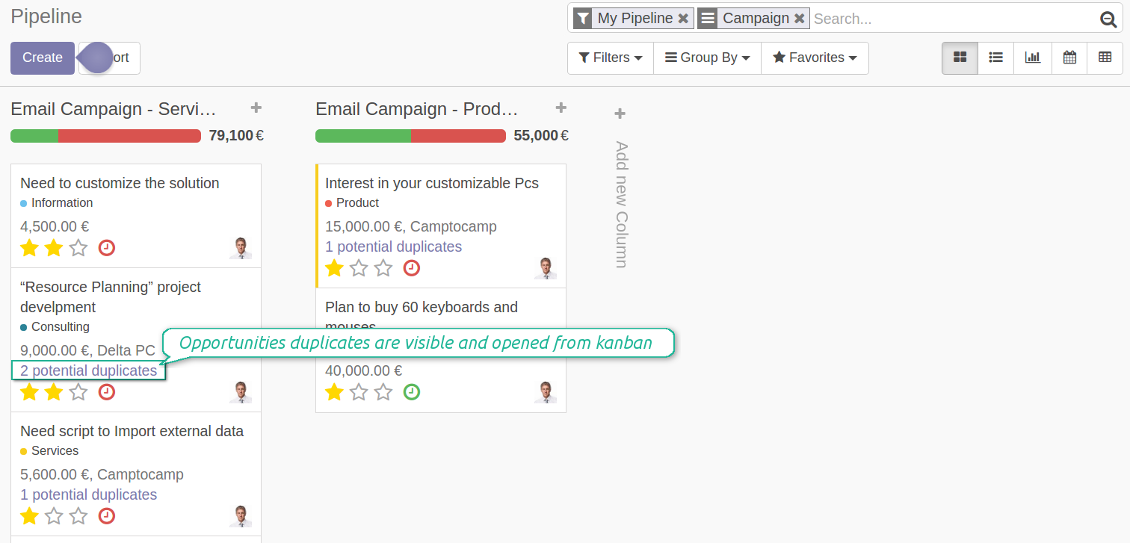 Pipeline
My Pipeline ✖
Campaign ✖
Search...
Create
ort
Filters
Group By
Favorites
Email Campaign - Servi…
79,100 €
Need to customize the solution
Information
4,500.00 €
“Resource Planning” project
develpment
Consulting
9,000.00 €, Delta PC
2 potential duplicates
Need script to Import external data
Services
5,600.00 €, Camptocamp
1 potential duplicates
Email Campaign - Prod…
55,000 €
Interest in your customizable Pcs
Product
15,000.00 €, Camptocamp
1 potential duplicates
Plan to buy 60 keyboards and
mouses
40,000.00 €
Opportunities duplicates are visible and opened from kanban
Add new Column